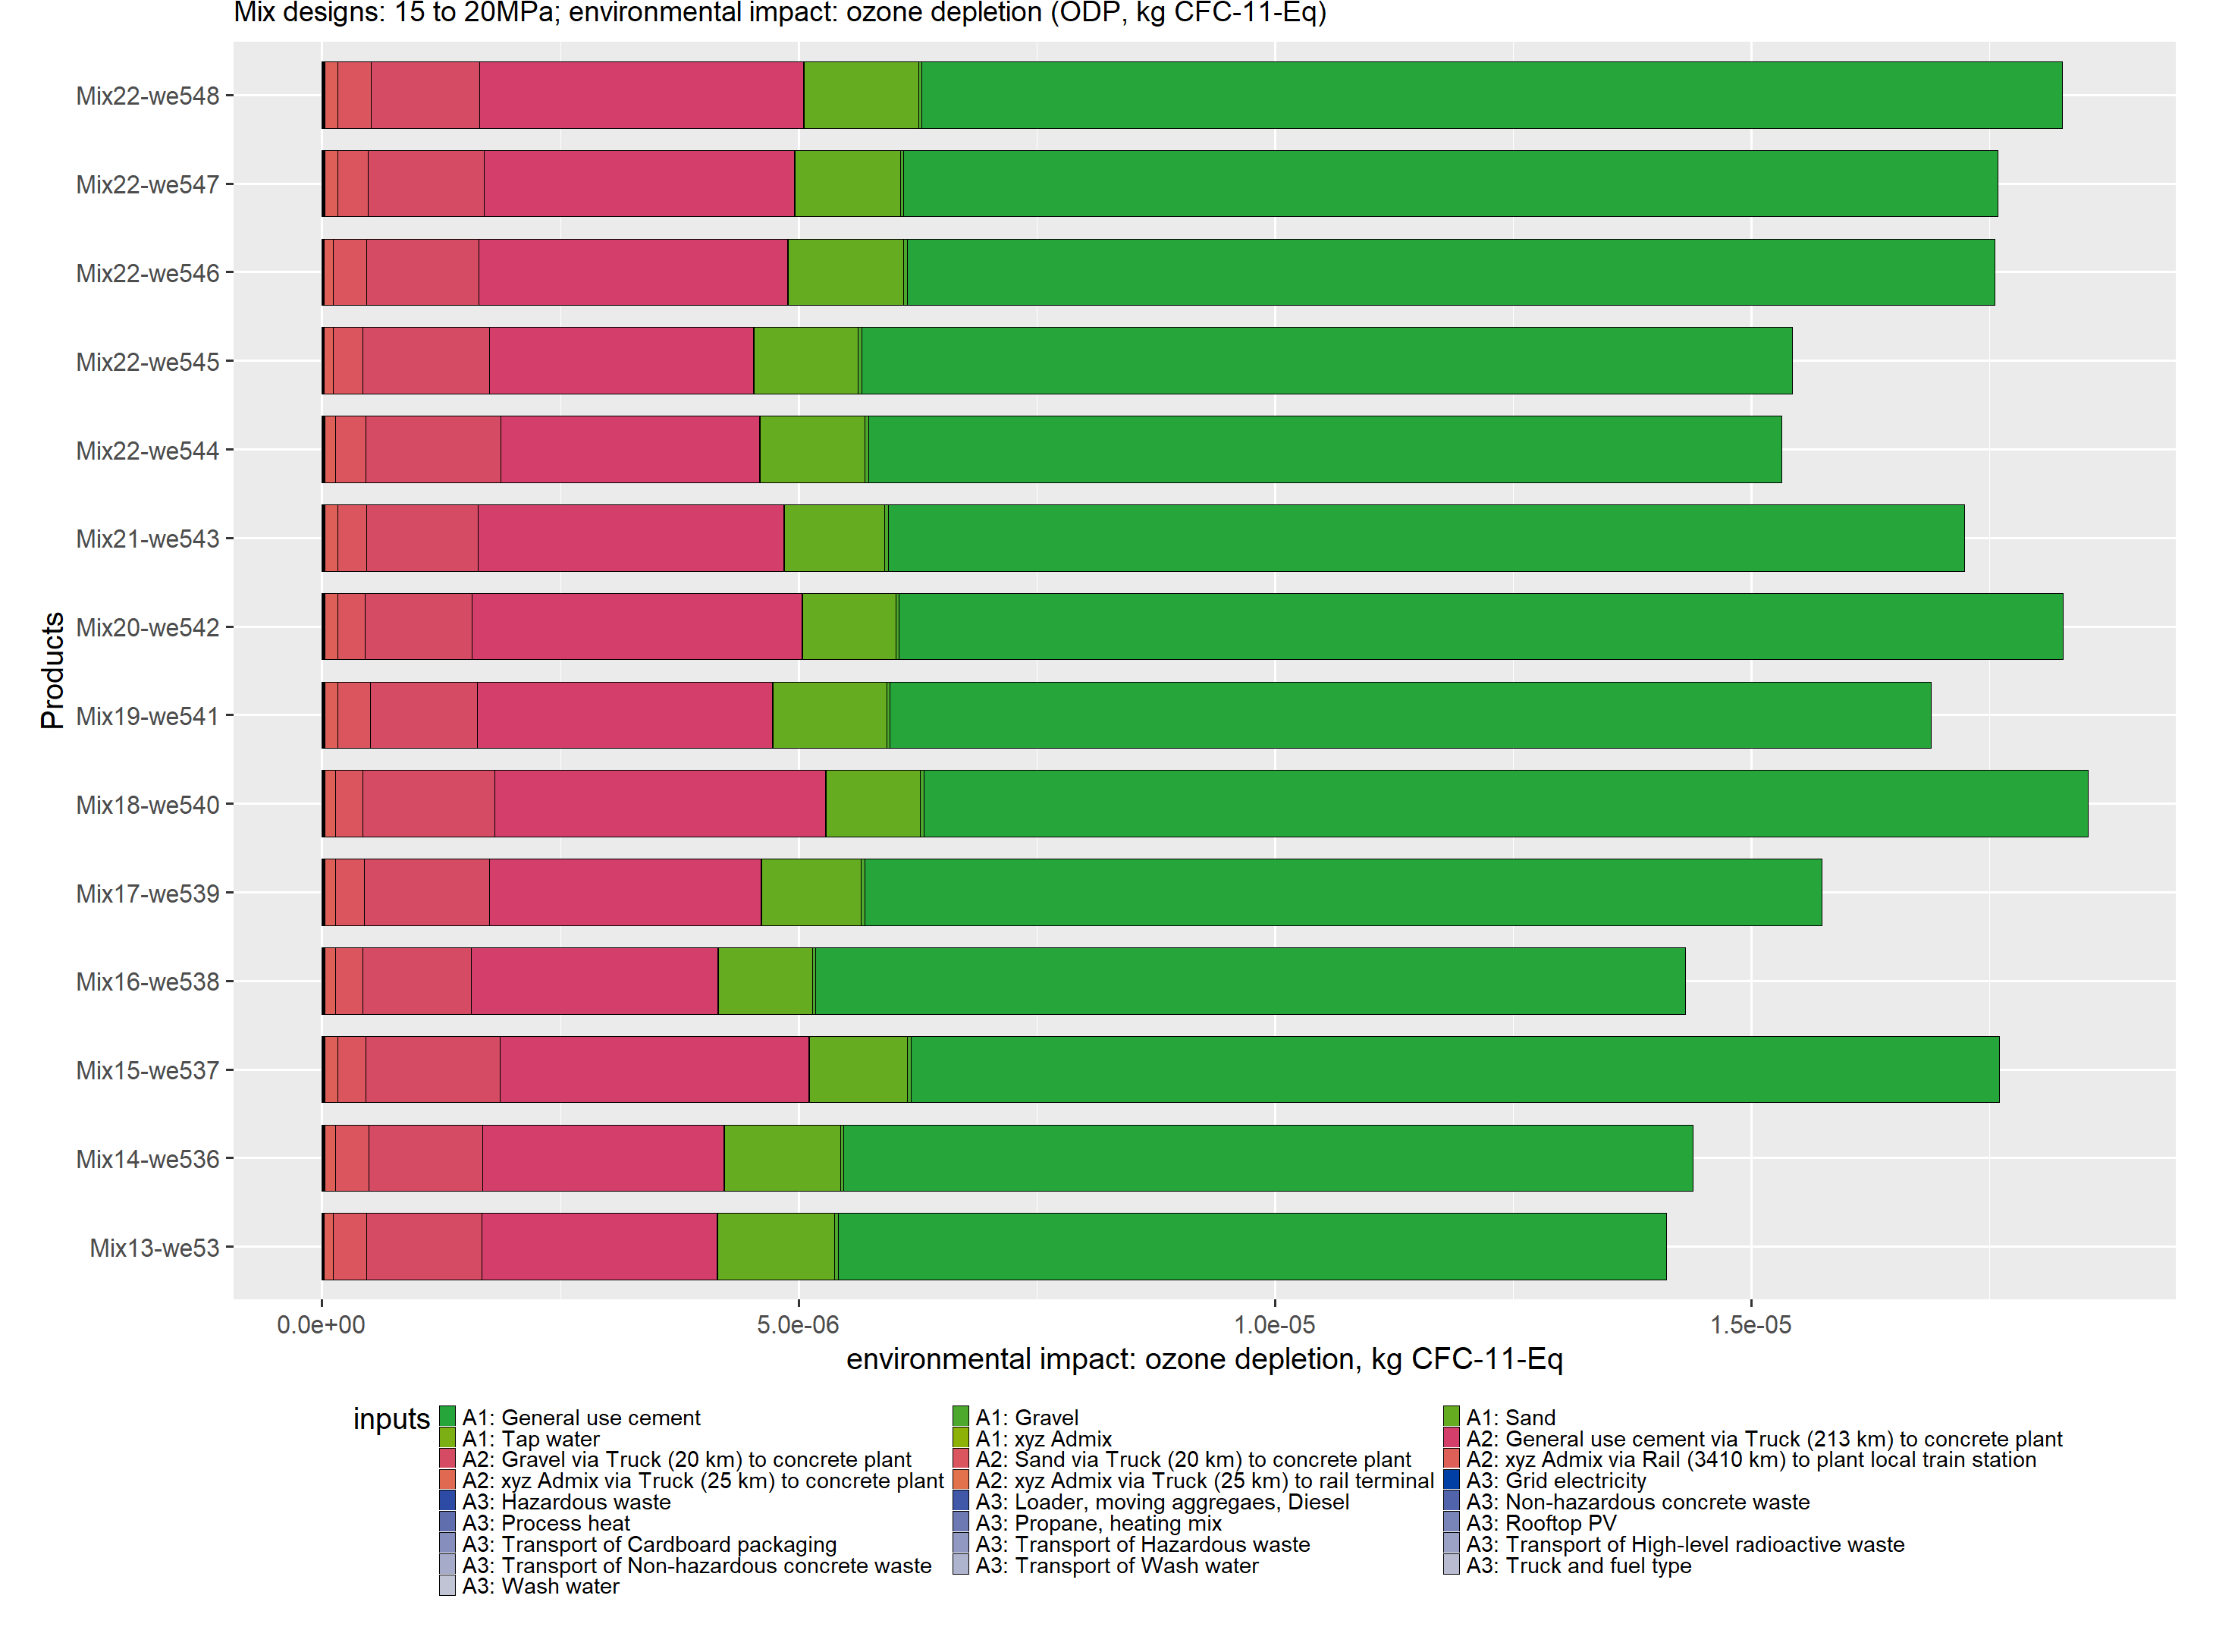 Mix designs: 15 to 20MPa; environmental impact: ozone depletion (ODP, kg CFC-11-Eq)
Products
Mix22-we548
Mix22-we547
Mix22-we546
Mix22-we545
Mix22-we544
Mix21-we543
Mix20-we542
Mix19-we541
Mix18-we540
Mix17-we539
Mix16-we538
Mix15-we537
Mix14-we536
Mix13-we53
0.0e+00 5.0e-06 1.0e-05 1.5e-05
environmental impact: ozone depletion, kg CFC-11-Eq
inputs
A1: General use cement A1: Gravel A1: Sand
A1: Tap water A1: xyz Admix A2: General use cement via Truck (213 km) to concrete plant
A2: Gravel via Truck (20 km) to concrete plant A2: Sand via Truck (20 km) to concrete plant A2: xyz Admix via Rail (3410 km) to plant local train station
A2: xyz Admix via Truck (25 km) to concrete plant A2: xyz Admix via Truck (25 km) to rail terminal A3: Grid electricity
A3: Hazardous waste A3: Loader, moving aggregaes, Diesel A3: Non-hazardous concrete waste
A3: Process heat A3: Propane, heating mix A3: Rooftop PV
A3: Transport of Cardboard packaging A3: Transport of Hazardous waste A3: Transport of High-level radioactive waste
A3: Transport of Non-hazardous concrete waste A3: Transport of Wash water A3: Truck and fuel type
A3: Wash water